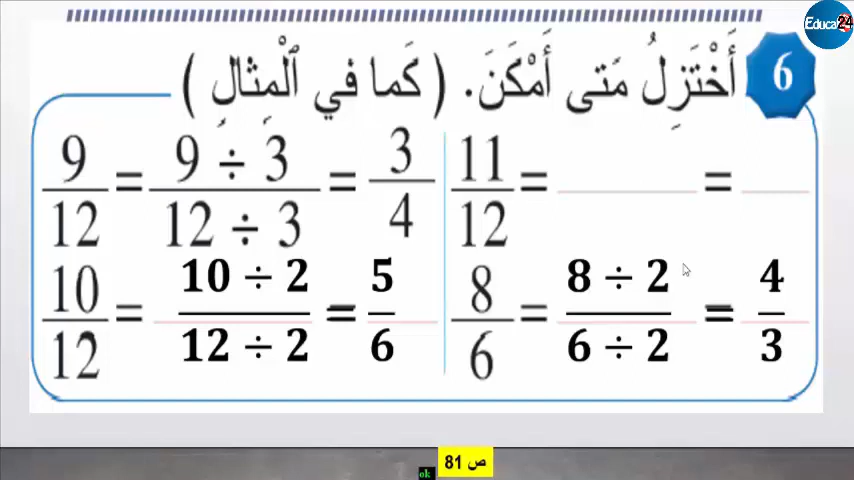 Educa24
6 أَخْتَزِلُ مَتى أَمْكَنَ. ( كَما في ٱلْمِثالِ )
9/12 = 9 ÷ 3/12 ÷ 3 = 3/4
11/12 = =
10/12 = 10 ÷ 2/12 ÷ 2 = 5/6
8/6 = 8 ÷ 2/6 ÷ 2 = 4/3
ص 81
ok